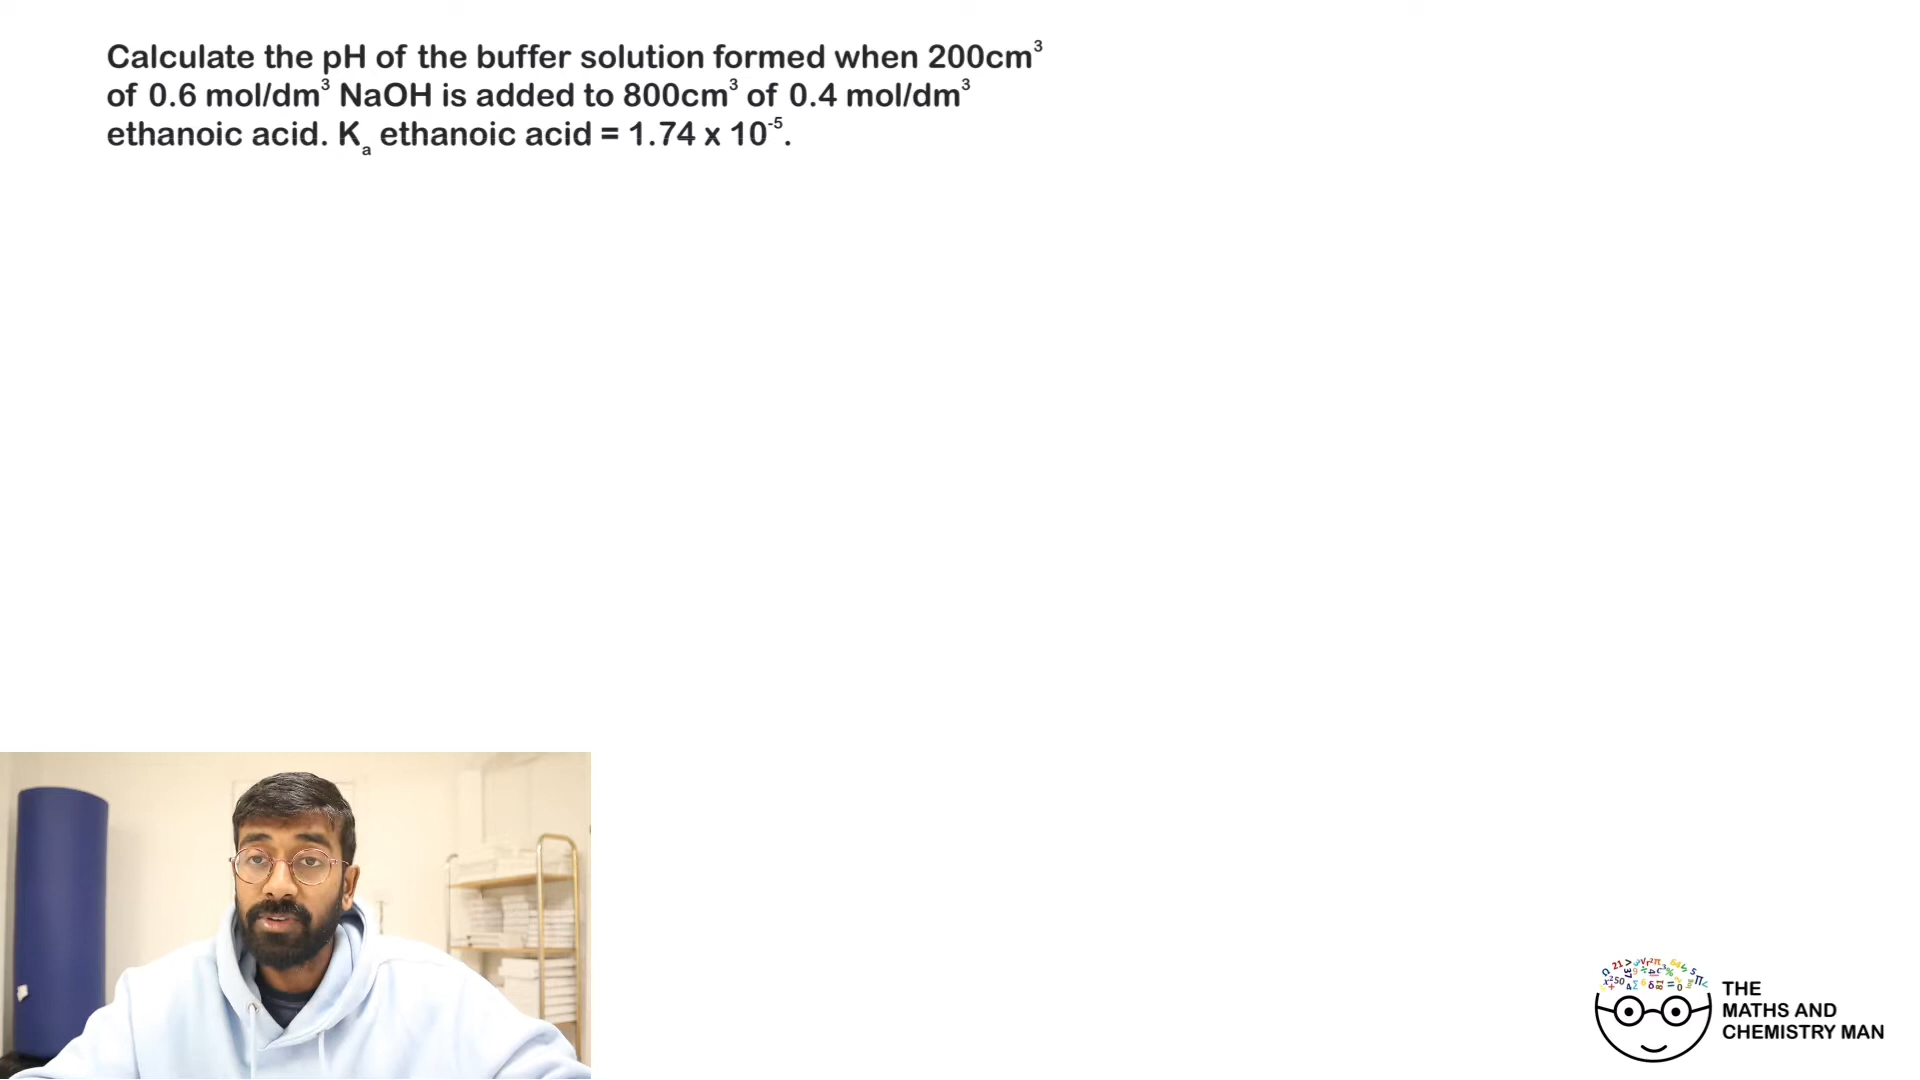 Calculate the pH of the buffer solution formed when 200cm³
of 0.6 mol/dm³ NaOH is added to 800cm³ of 0.4 mol/dm³
ethanoic acid. Kₐ ethanoic acid = 1.74 x 10⁻⁵.
THE
MATHS AND
CHEMISTRY MAN